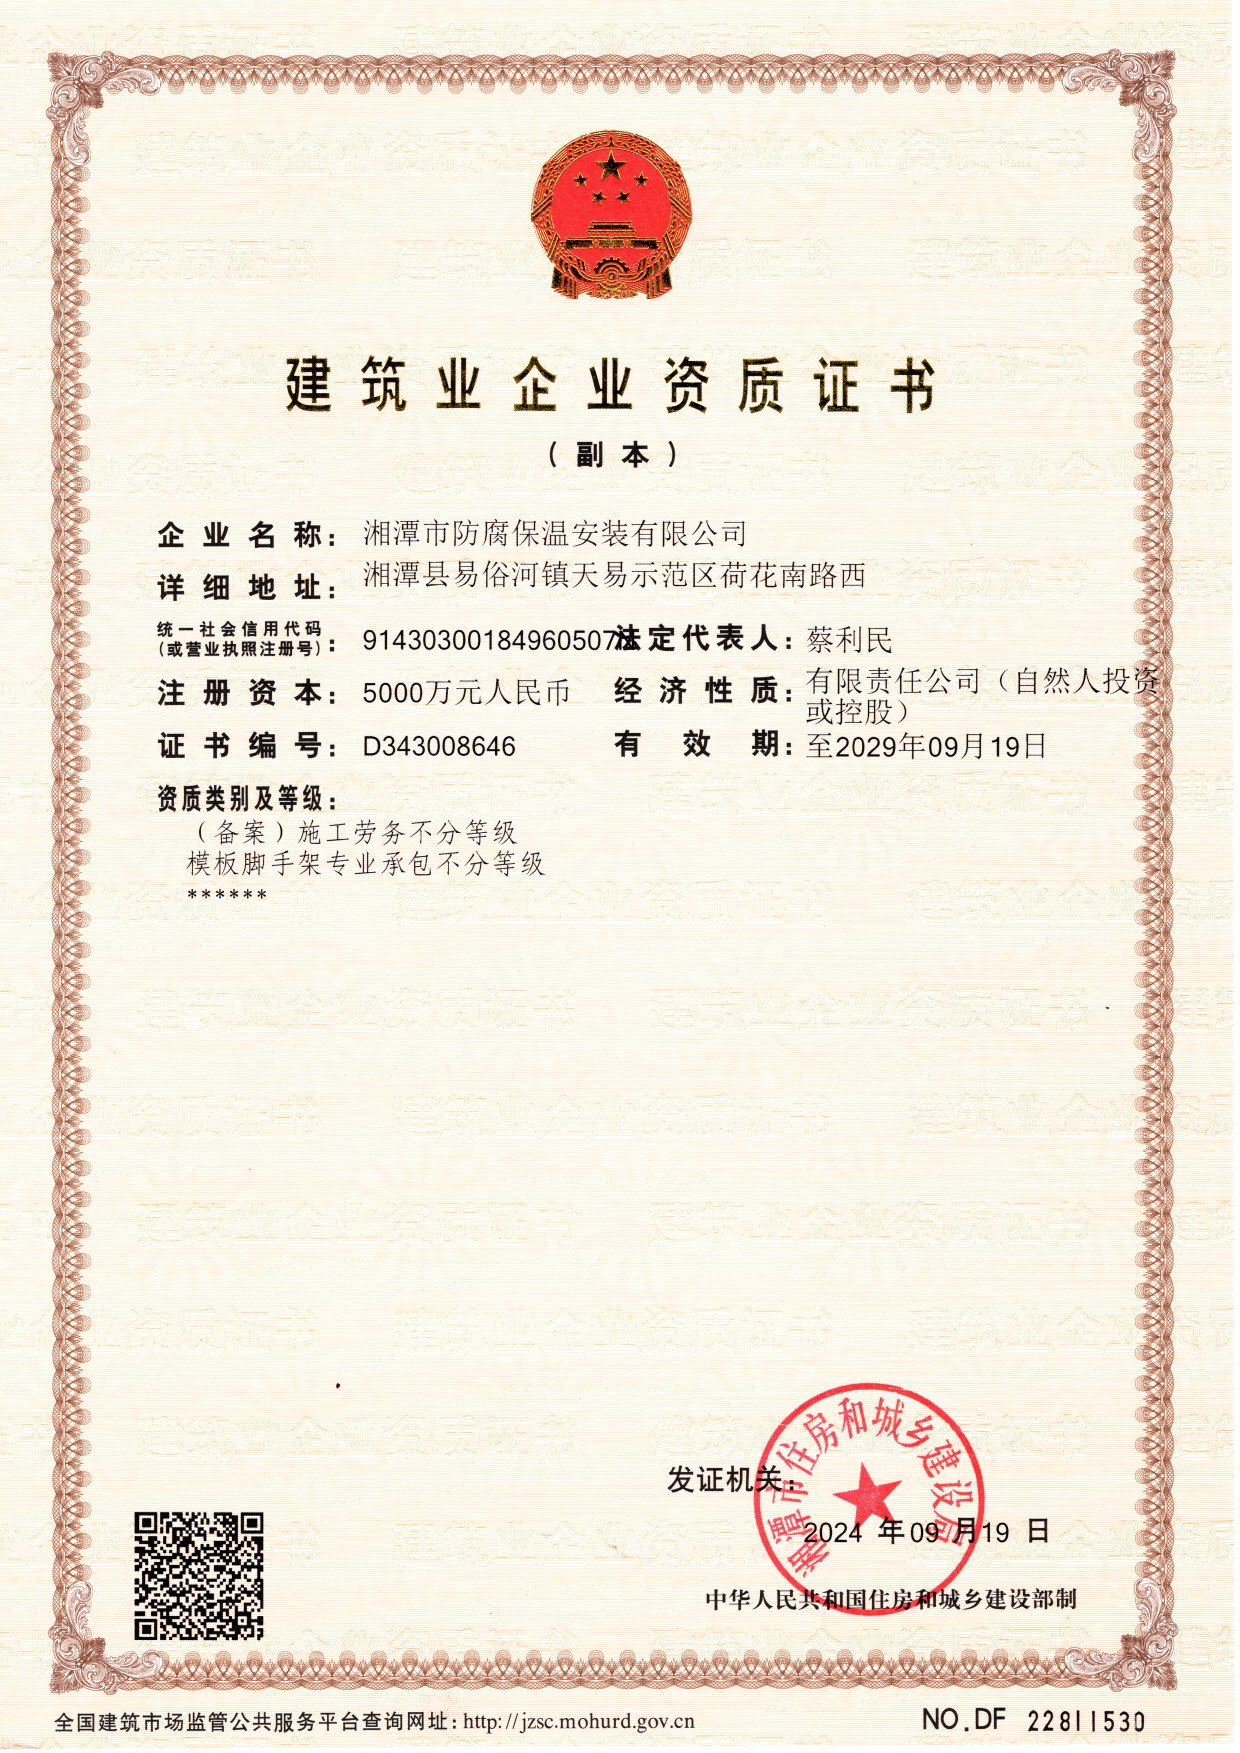 建筑业企业资质证书
（副本）
企业名称： 湘潭市防腐保温安装有限公司
详细地址： 湘潭县易俗河镇天易示范区荷花南路西
统一社会信用代码
(或营业执照注册号)： 91430300184960507 法定代表人： 蔡利民
注册资本： 5000万元人民币 经济性质： 有限责任公司（自然人投资
或控股）
证书编号： D343008646 有效期： 至2029年09月19日
资质类别及等级：
（备案）施工劳务不分等级
模板脚手架专业承包不分等级
******
湘潭市住房和城乡建设局
发证机关：
2024 年 09 月 19 日
中华人民共和国住房和城乡建设部制
全国建筑市场监管公共服务平台查询网址：http://jzsc.mohurd.gov.cn NO.DF 22811530